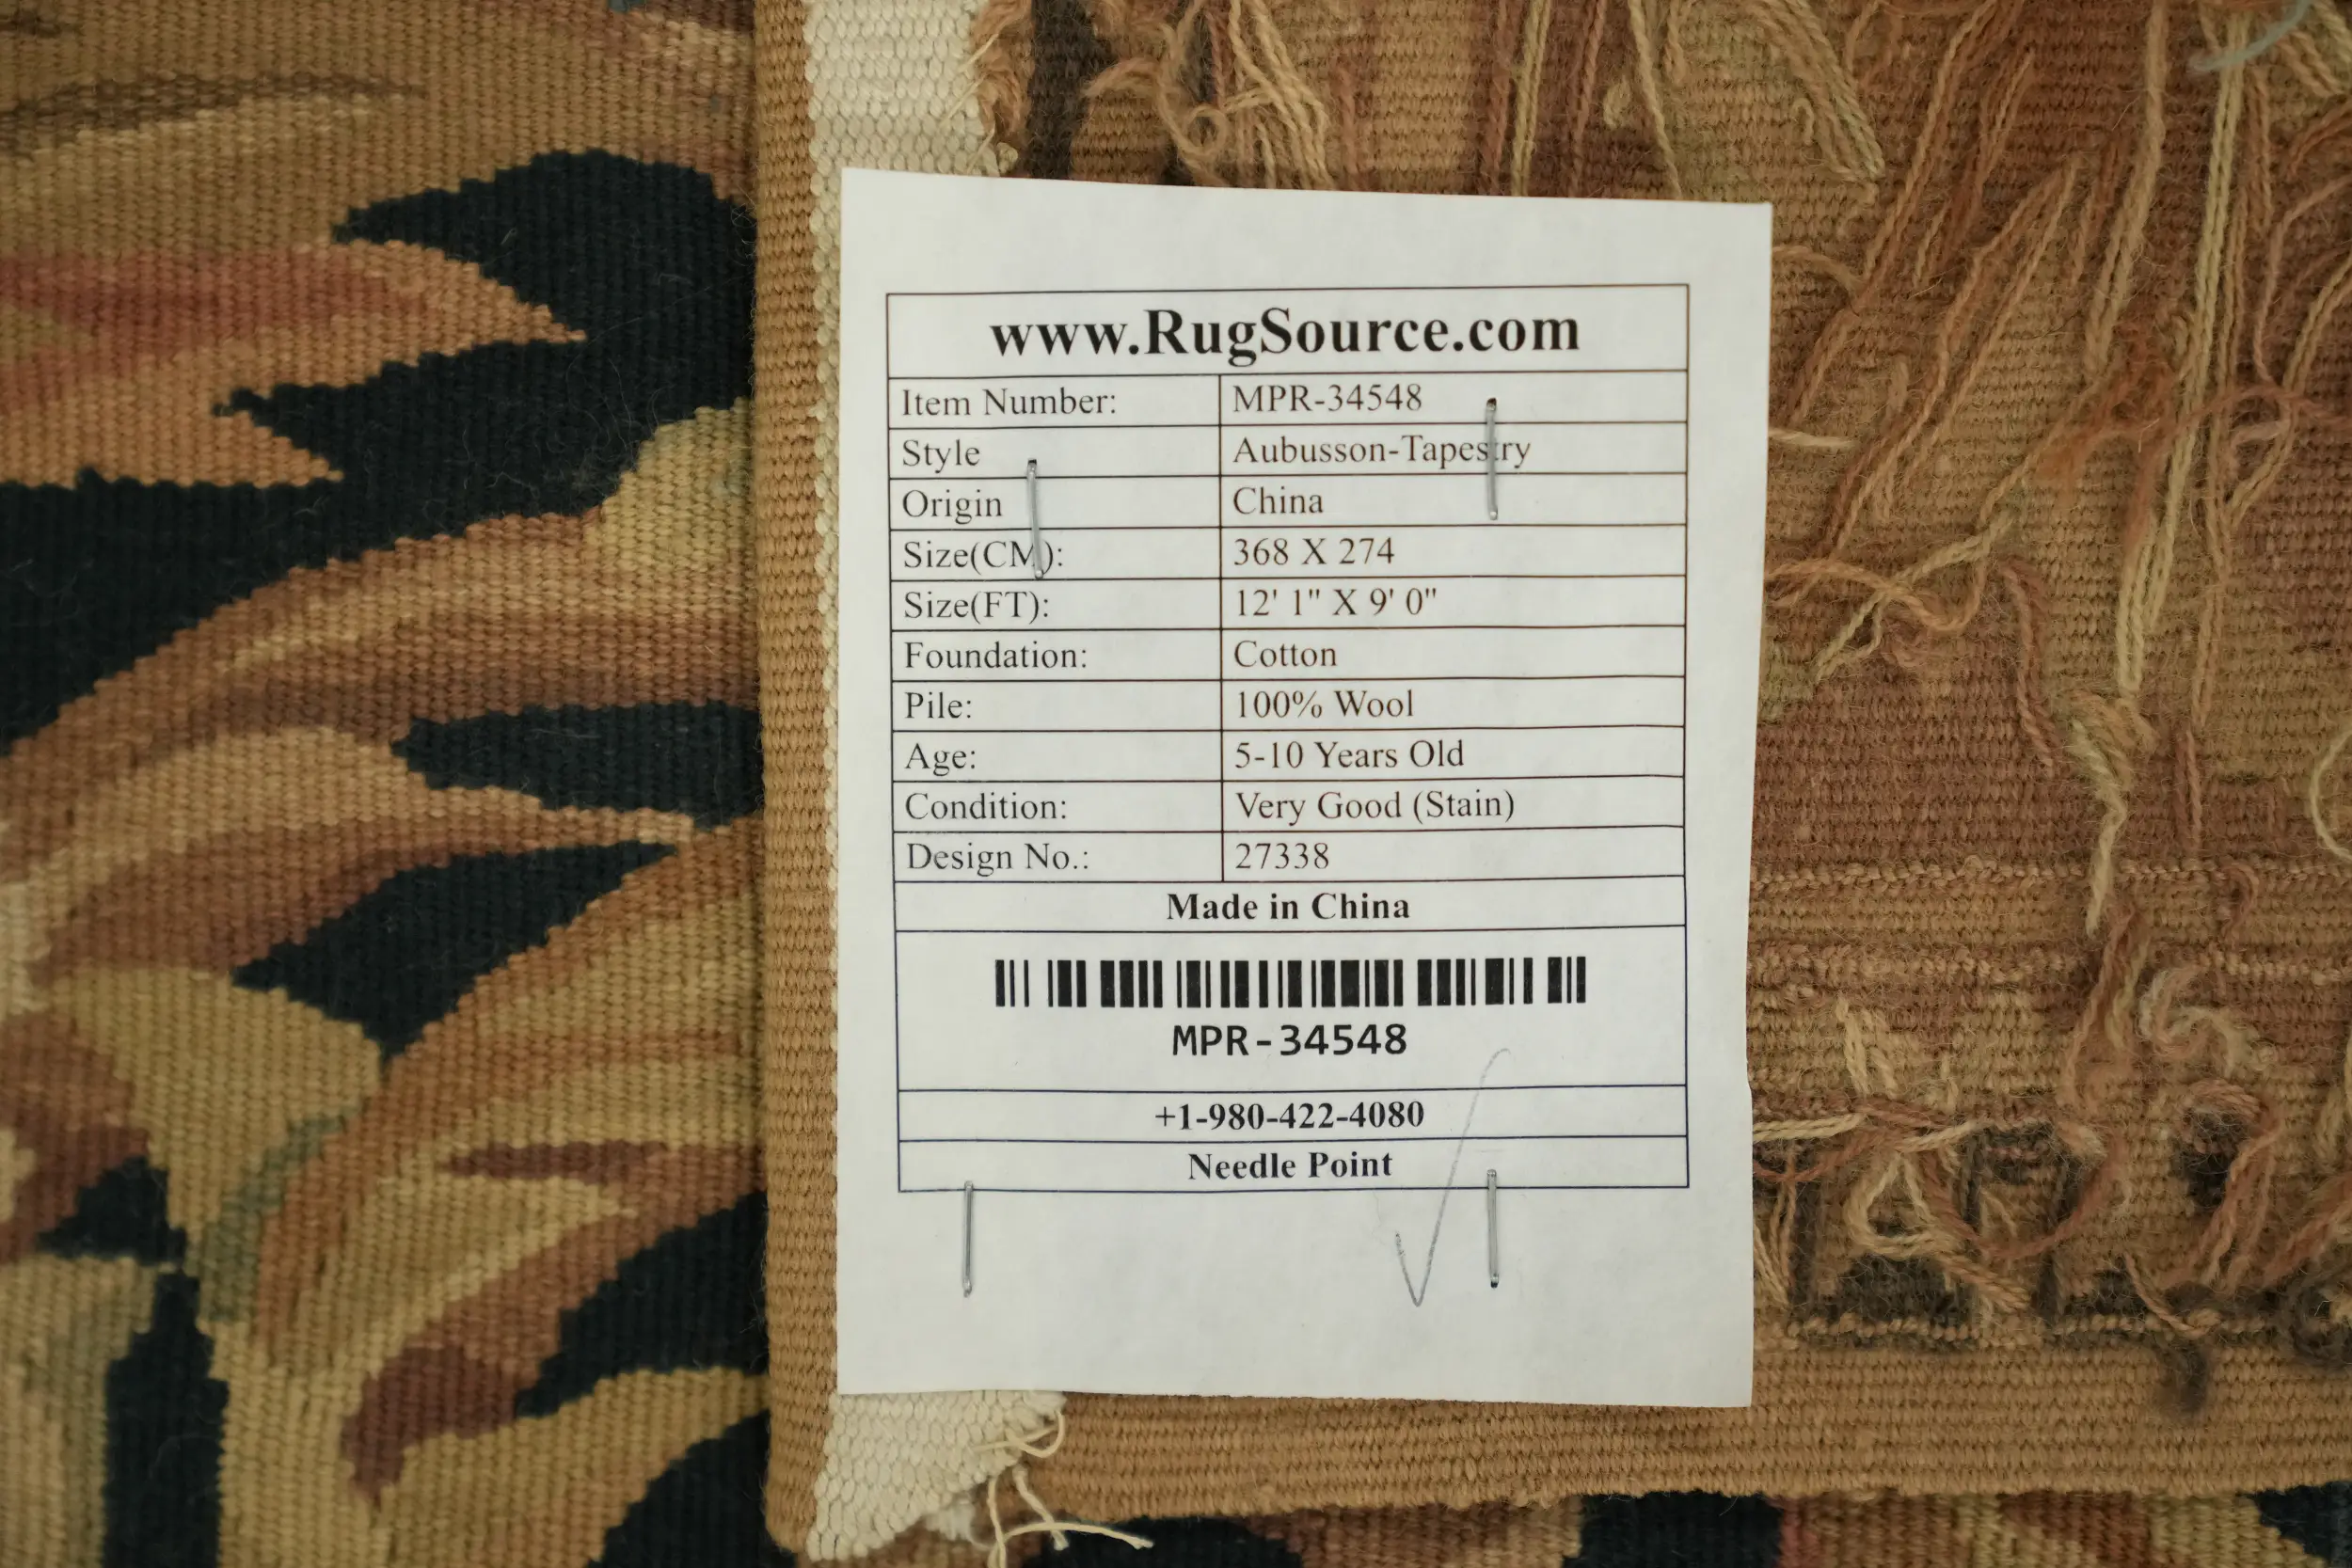 www.RugSource.com
Item Number: MPR-34548
Style Aubusson-Tapestry
Origin China
Size(CM): 368 X 274
Size(FT): 12' 1" X 9' 0"
Foundation: Cotton
Pile: 100% Wool
Age: 5-10 Years Old
Condition: Very Good (Stain)
Design No.: 27338
Made in China
MPR-34548
+1-980-422-4080
Needle Point